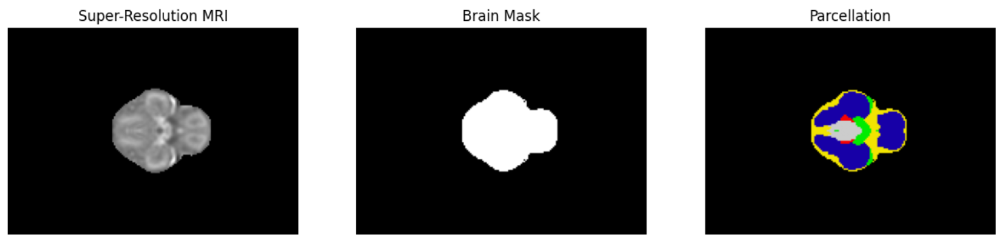 Super-Resolution MRI
Brain Mask
Parcellation